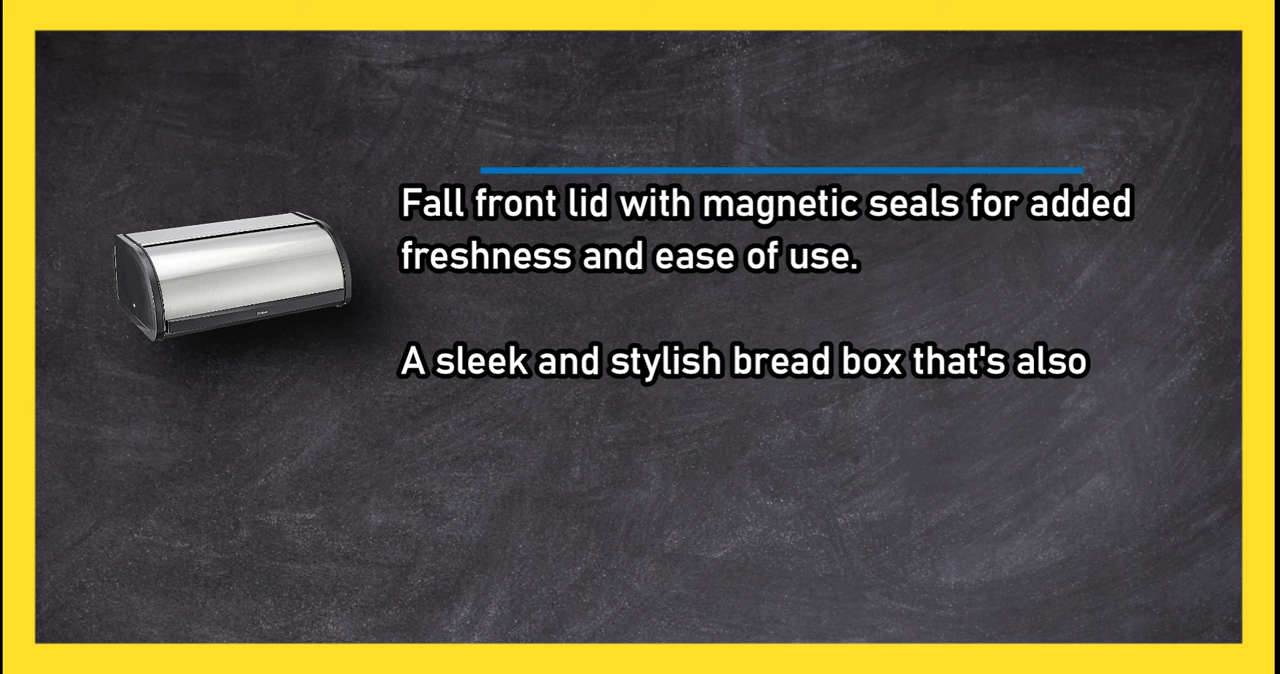 Fall front lid with magnetic seals for added
freshness and ease of use.
A sleek and stylish bread box that's also